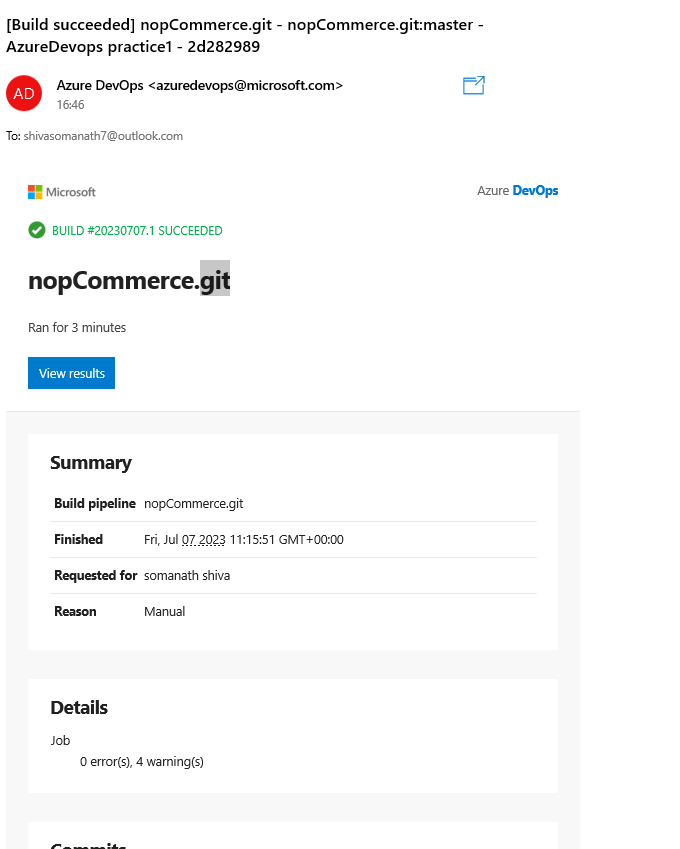 [Build succeeded] nopCommerce.git - nopCommerce.git:master -
AzureDevops practice1 - 2d282989
AD
Azure DevOps <azuredevops@microsoft.com>
16:46
To: shivasomanath7@outlook.com
Microsoft
Azure DevOps
BUILD #20230707.1 SUCCEEDED
nopCommerce.git
Ran for 3 minutes
View results
Summary
Build pipeline nopCommerce.git
Finished Fri, Jul 07 2023 11:15:51 GMT+00:00
Requested for somanath shiva
Reason Manual
Details
Job
0 error(s), 4 warning(s)
Commits